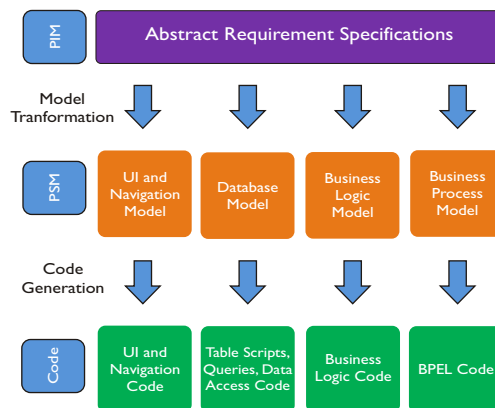 PIM
Abstract Requirement Specifications
Model
Tranformation
PSM
UI and
Navigation
Model
Database
Model
Business
Logic
Model
Business
Process
Model
Code
Generation
Code
UI and
Navigation
Code
Table Scripts,
Queries, Data
Access Code
Business
Logic Code
BPEL Code